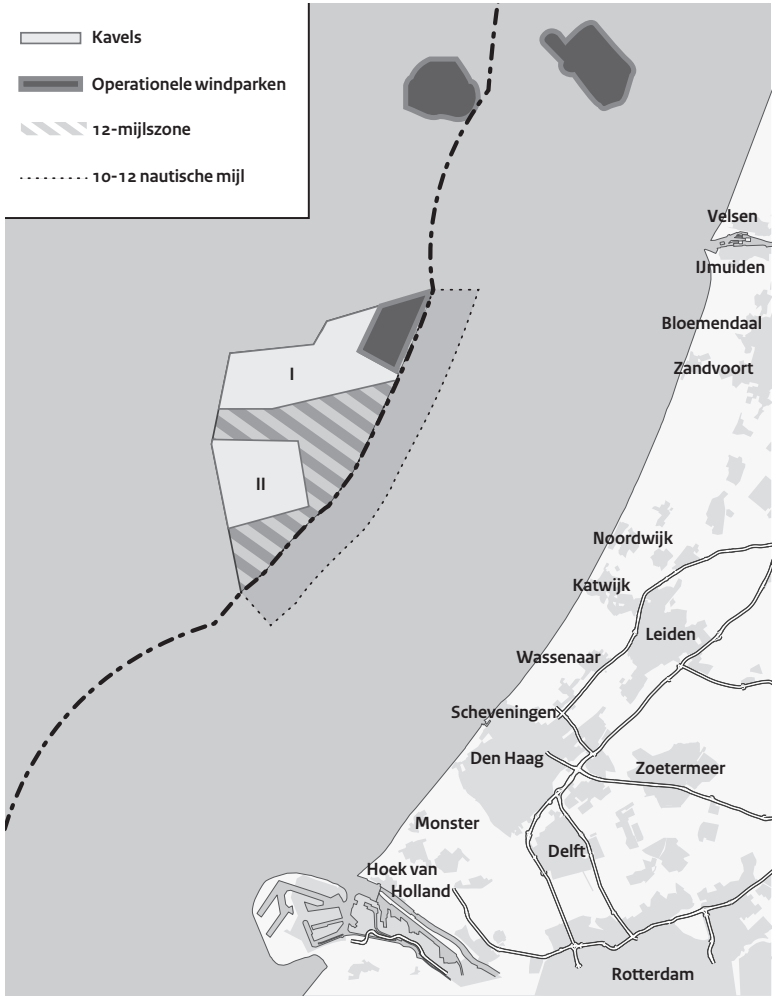 Kavels
Operationele windparken
12-mijlszone
10-12 nautische mijl
Velsen
IJmuiden
Bloemendaal
Zandvoort
I
II
Noordwijk
Katwijk
Leiden
Wassenaar
Scheveningen
Den Haag
Zoetermeer
Monster
Delft
Hoek van
Holland
Rotterdam